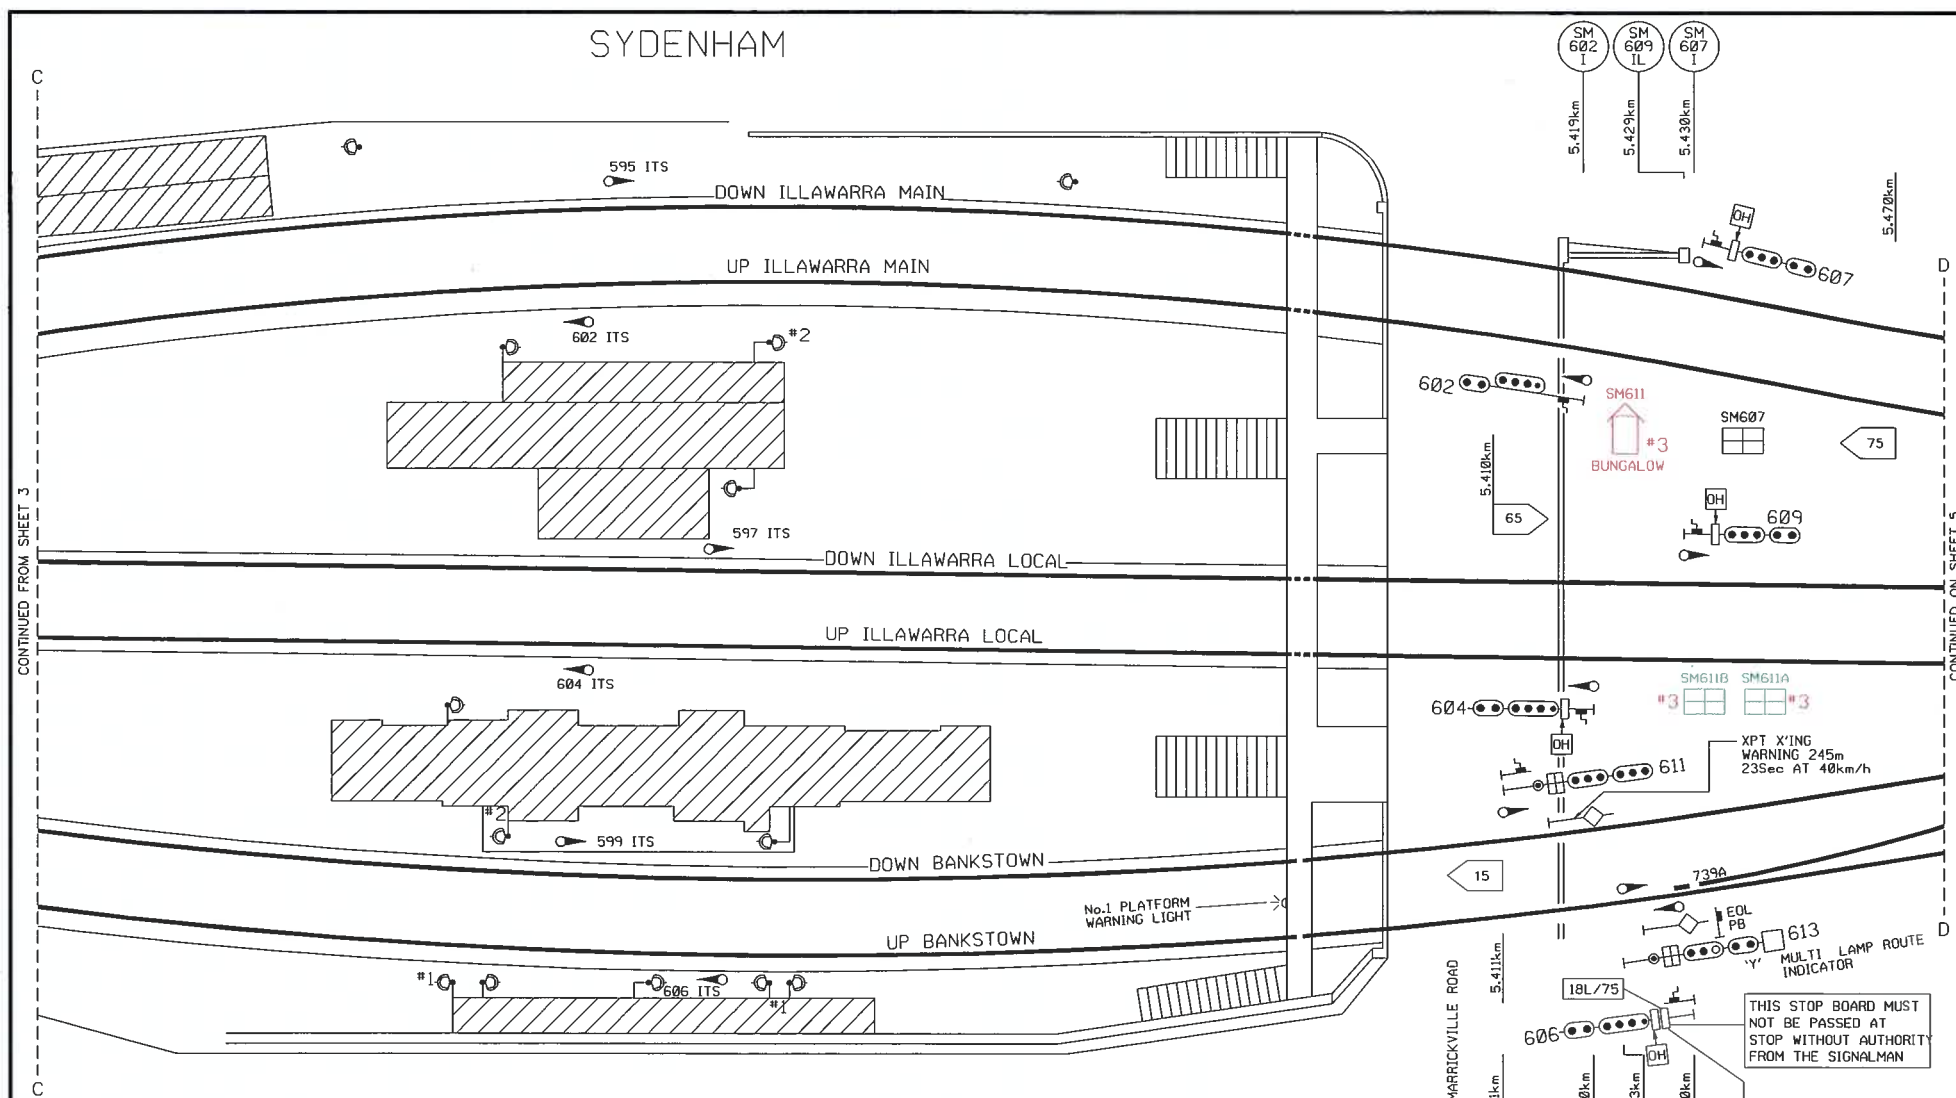 SYDENHAM
SM
602
I
SM
609
IL
SM
607
I
5.419km
5.429km
5.430km
5.470km
C
D
595 ITS
DOWN ILLAWARRA MAIN
OH
607
UP ILLAWARRA MAIN
602 ITS
#2
602
SM611
#3
BUNGALOW
SM607
75
5.410km
65
OH
609
597 ITS
DOWN ILLAWARRA LOCAL
CONTINUED FROM SHEET 3
CONTINUED ON SHEET 5
UP ILLAWARRA LOCAL
604 ITS
604
OH
SM611B
SM611A
#3
#3
XPT X'ING
WARNING 245m
23Sec AT 40km/h
611
#2
599 ITS
DOWN BANKSTOWN
15
739A
No.1 PLATFORM
WARNING LIGHT
EOL
PB
613
'Y' MULTI LAMP ROUTE
INDICATOR
D
UP BANKSTOWN
#1
606 ITS
#1
MARRICKVILLE ROAD
5.411km
18L/75
606
OH
THIS STOP BOARD MUST
NOT BE PASSED AT
STOP WITHOUT AUTHORITY
FROM THE SIGNALMAN
C